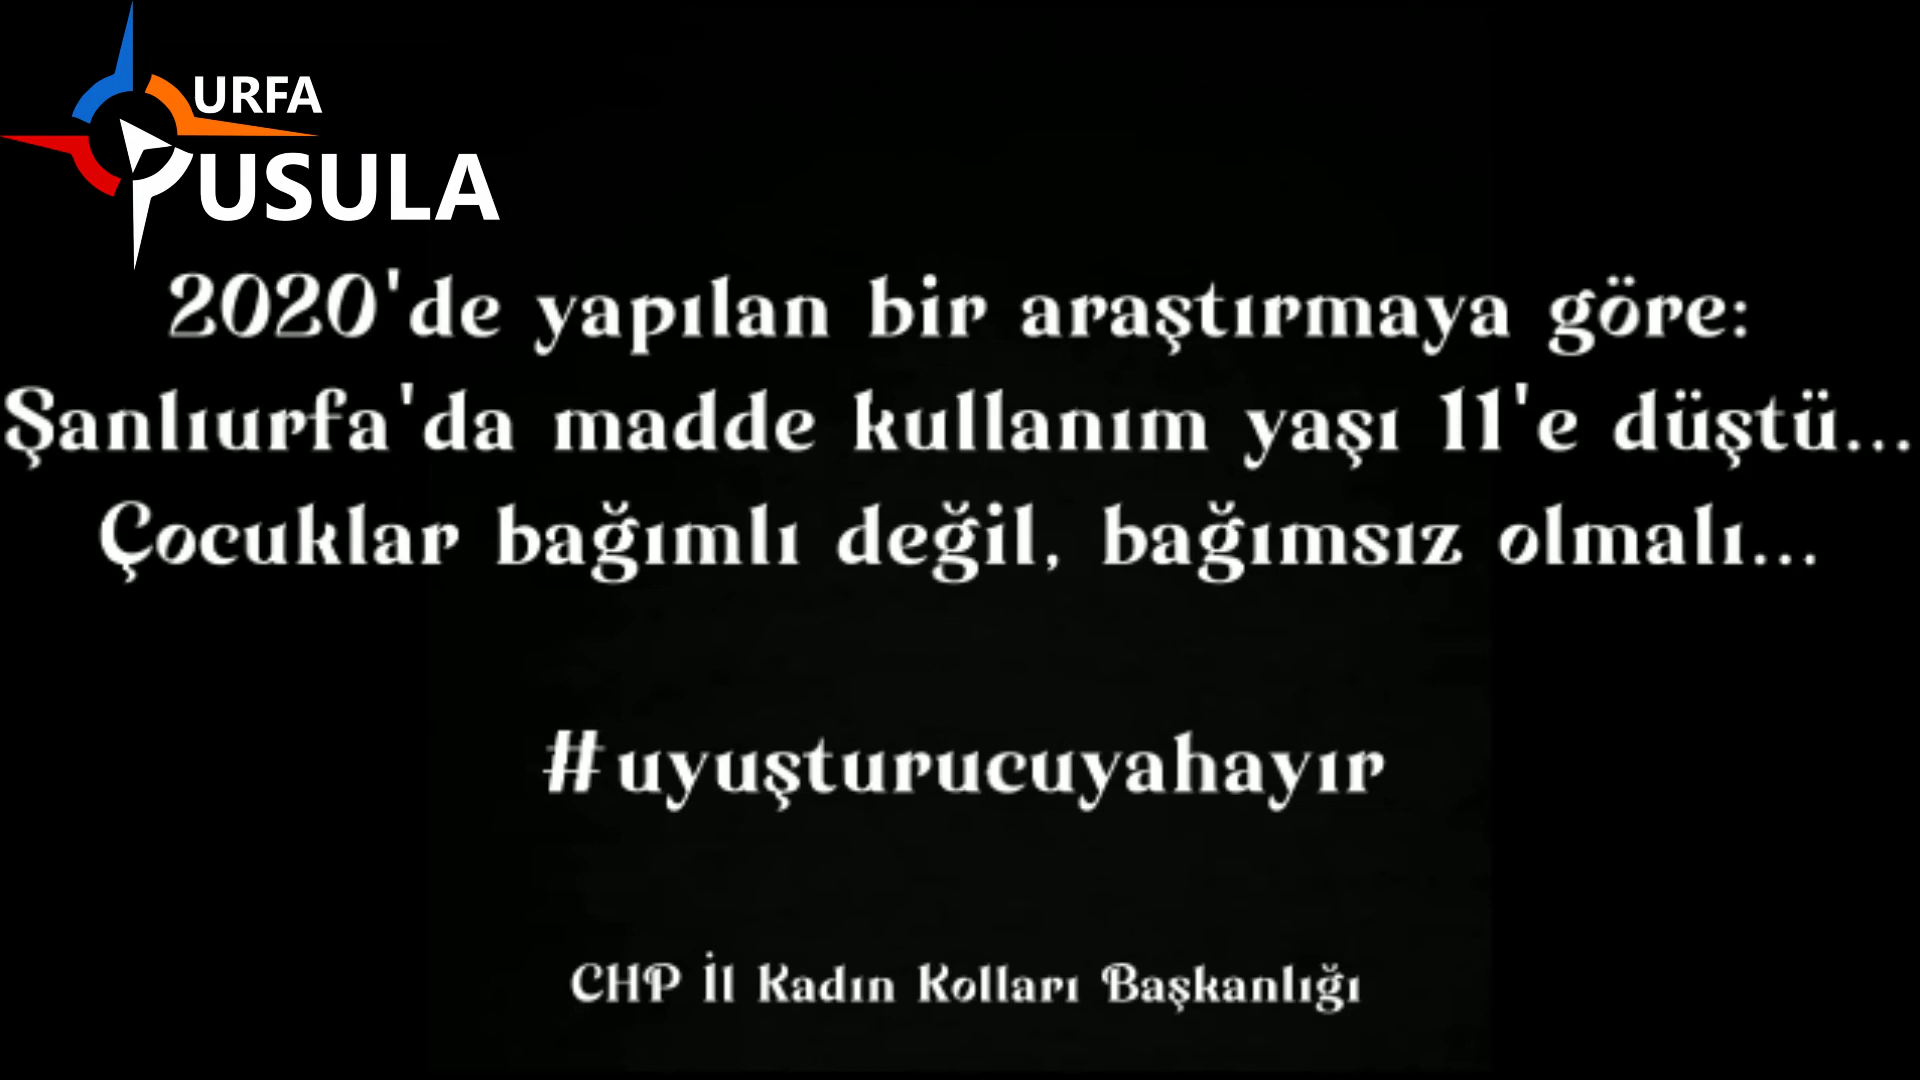 URFA
PUSULA
2020'de yapılan bir araştırmaya göre:
Şanlıurfa'da madde kullanım yaşı 11'e düştü...
Çocuklar bağımlı değil, bağımsız olmalı...
#uyuşturucuyahayır
CHP İl Kadın Kolları Başkanlığı